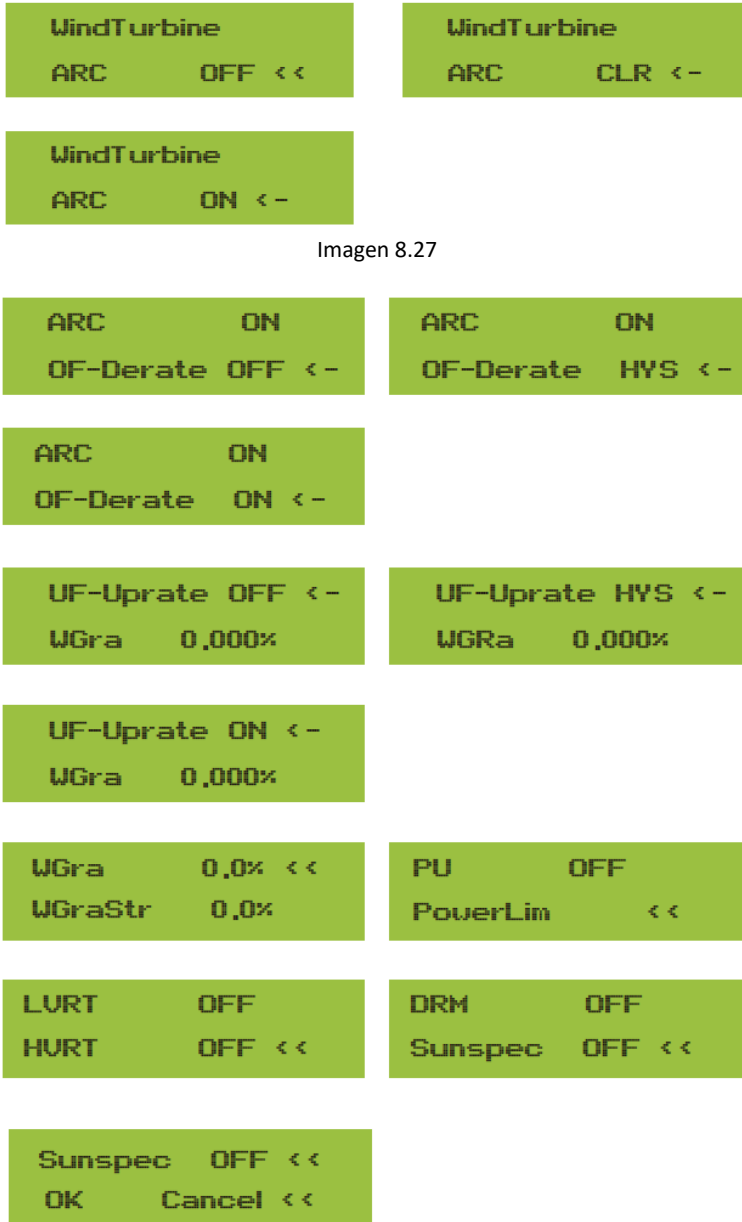 WindTurbine
ARC OFF <<
WindTurbine
ARC CLR <-
WindTurbine
ARC ON <-
Imagen 8.27
ARC ON
OF-Derate OFF <-
ARC ON
OF-Derate HYS <-
ARC ON
OF-Derate ON <-
UF-Uprate OFF <-
WGra 0.000%
UF-Uprate HYS <-
WGRa 0.000%
UF-Uprate ON <-
WGra 0.000%
WGra 0.0% <<
WGraStr 0.0%
PU OFF
PowerLim <<
LVRT OFF
HVRT OFF <<
DRM OFF
Sunspec OFF <<
Sunspec OFF <<
OK Cancel <<